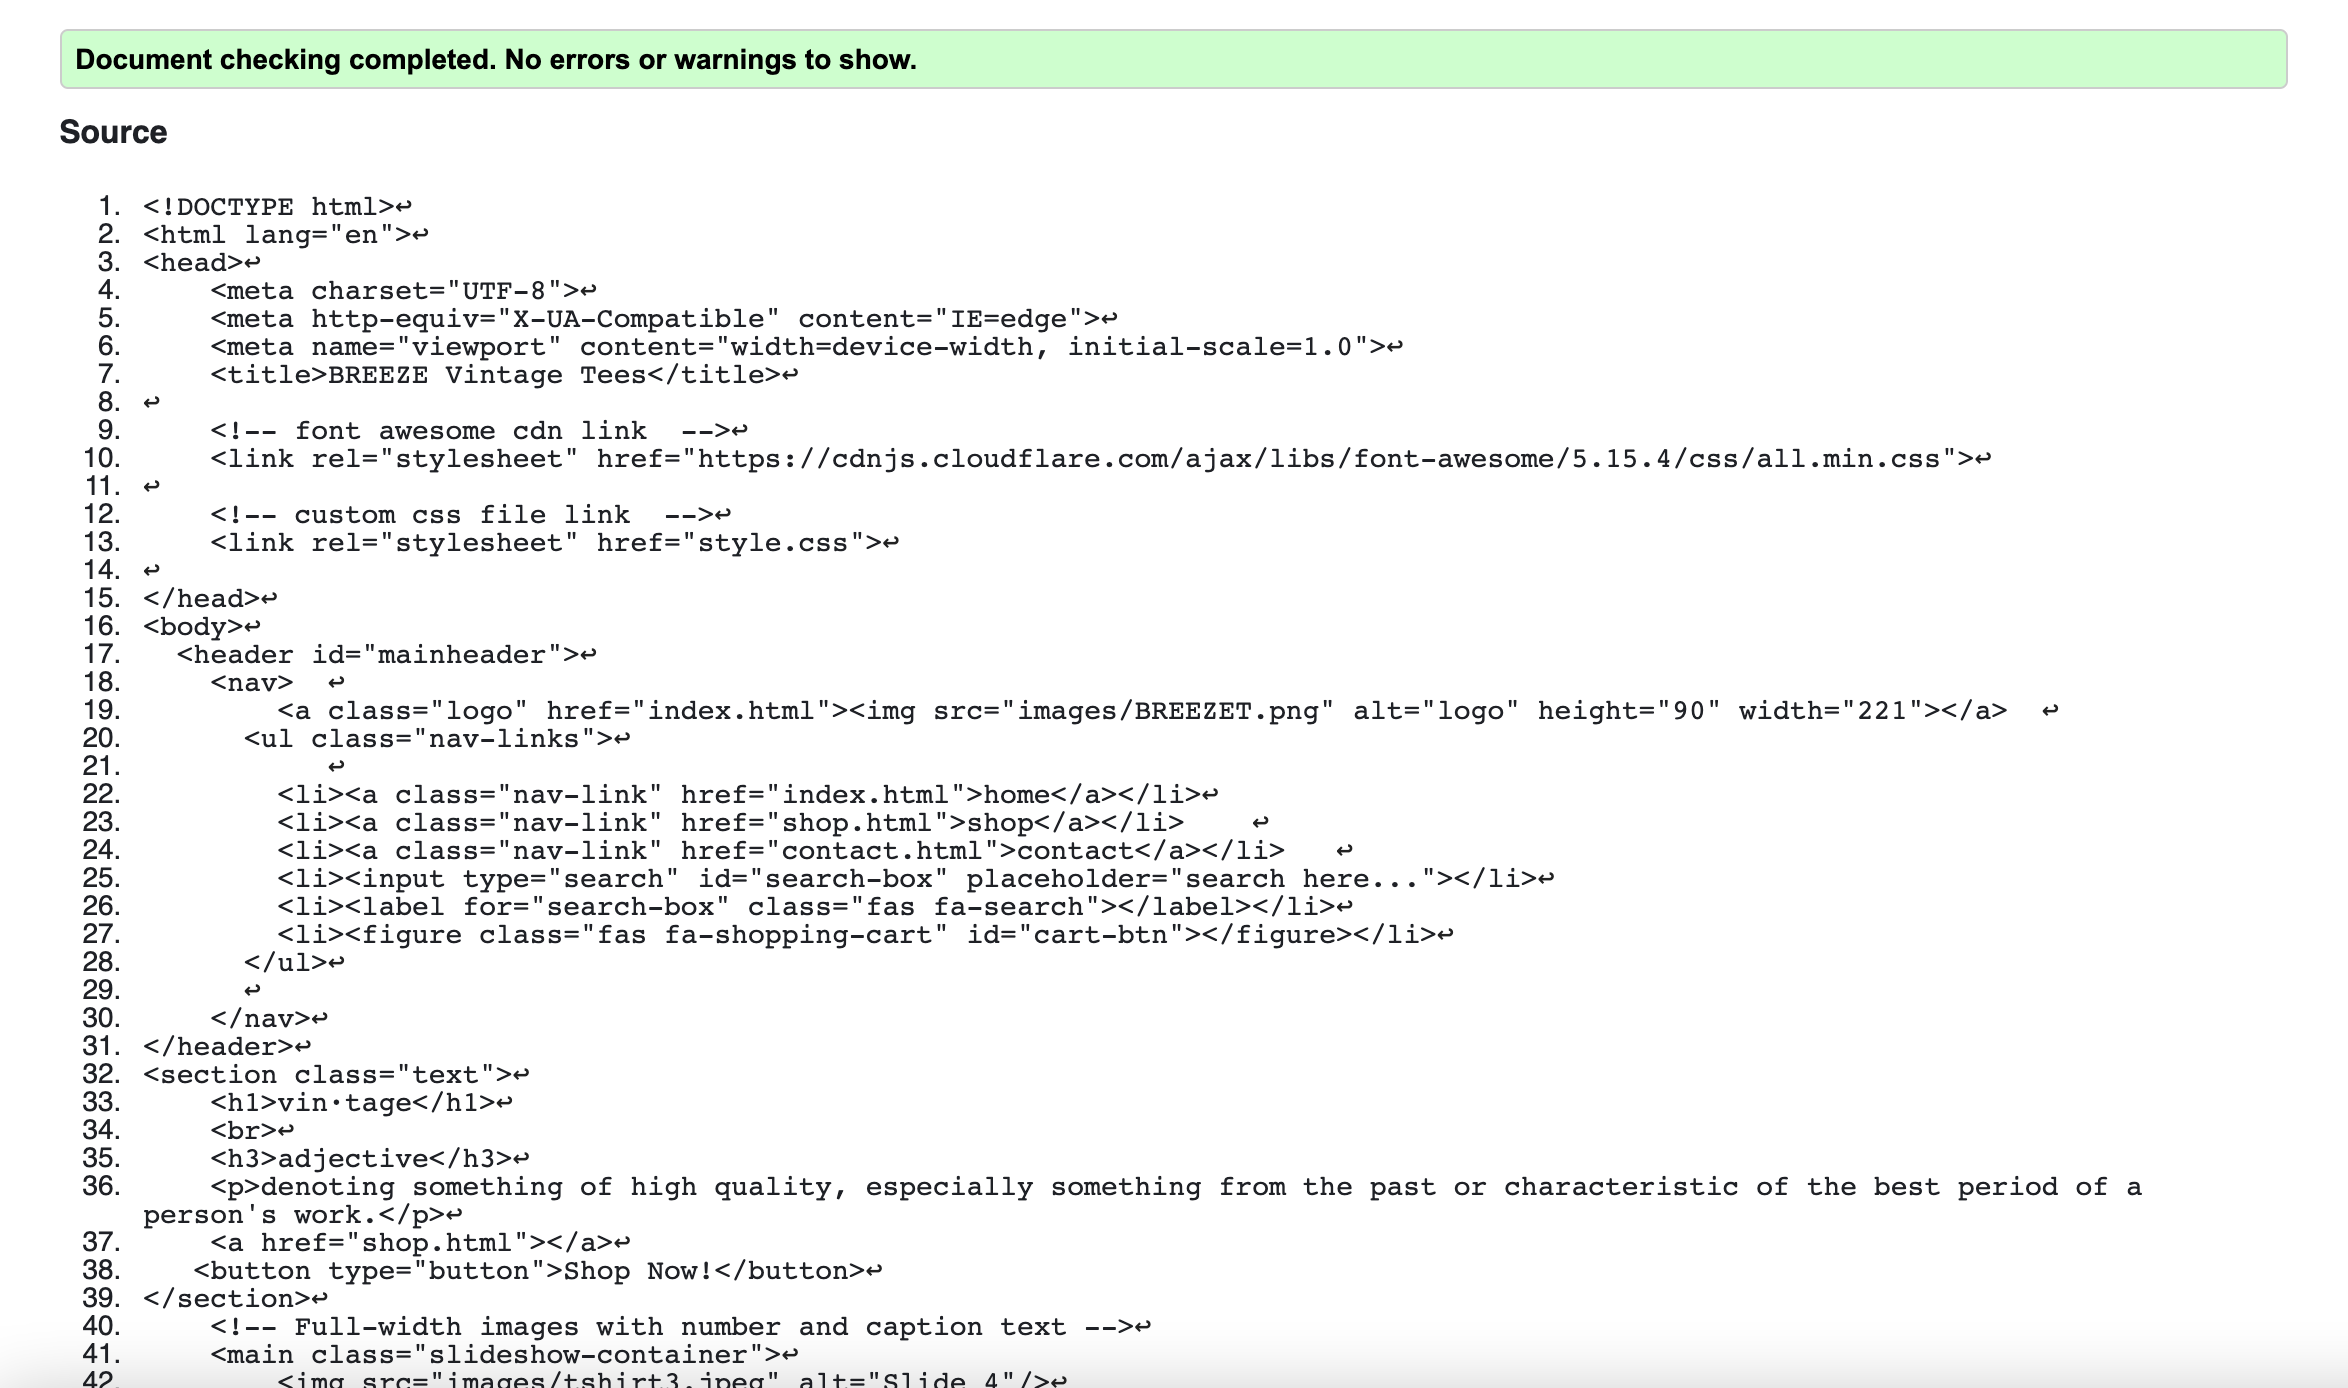 Document checking completed. No errors or warnings to show.
Source
1. <!DOCTYPE html>↩
2. <html lang="en">↩
3. <head>↩
4.     <meta charset="UTF-8">↩
5.     <meta http-equiv="X-UA-Compatible" content="IE=edge">↩
6.     <meta name="viewport" content="width=device-width, initial-scale=1.0">↩
7.     <title>BREEZE Vintage Tees</title>↩
8. ↩
9.     <!-- font awesome cdn link  -->↩
10.     <link rel="stylesheet" href="https://cdnjs.cloudflare.com/ajax/libs/font-awesome/5.15.4/css/all.min.css">↩
11. ↩
12.     <!-- custom css file link  -->↩
13.     <link rel="stylesheet" href="style.css">↩
14. ↩
15. </head>↩
16. <body>↩
17.   <header id="mainheader">↩
18.     <nav>  ↩
19.         <a class="logo" href="index.html"><img src="images/BREEZET.png" alt="logo" height="90" width="221"></a>  ↩
20.       <ul class="nav-links">↩
21.            ↩
22.         <li><a class="nav-link" href="index.html">home</a></li>↩
23.         <li><a class="nav-link" href="shop.html">shop</a></li>    ↩
24.         <li><a class="nav-link" href="contact.html">contact</a></li>   ↩
25.         <li><input type="search" id="search-box" placeholder="search here..."></li>↩
26.         <li><label for="search-box" class="fas fa-search"></label></li>↩
27.         <li><figure class="fas fa-shopping-cart" id="cart-btn"></figure></li>↩
28.       </ul>↩
29.       ↩
30.     </nav>↩
31. </header>↩
32. <section class="text">↩
33.     <h1>vin·tage</h1>↩
34.     <br>↩
35.     <h3>adjective</h3>↩
36.     <p>denoting something of high quality, especially something from the past or characteristic of the best period of a
person's work.</p>↩
37.     <a href="shop.html"></a>↩
38.    <button type="button">Shop Now!</button>↩
39. </section>↩
40.     <!-- Full-width images with number and caption text -->↩
41.     <main class="slideshow-container">↩
42.         <img src="images/tshirt3.jpeg" alt="Slide 4"/>↩